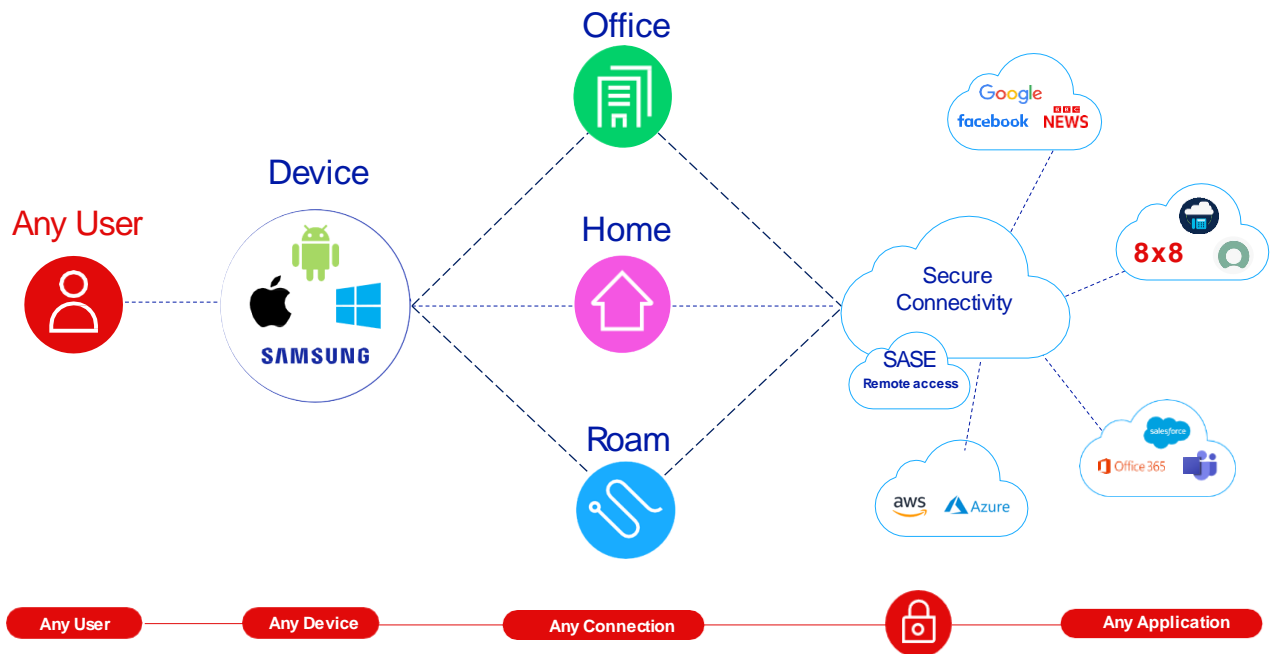 Office
Google
facebook
BBC
NEWS
Device
Any User
Home
8x8
Secure
Connectivity
SAMSUNG
SASE
Remote access
Roam
salesforce
Office 365
aws
Azure
Any User
Any Device
Any Connection
Any Application